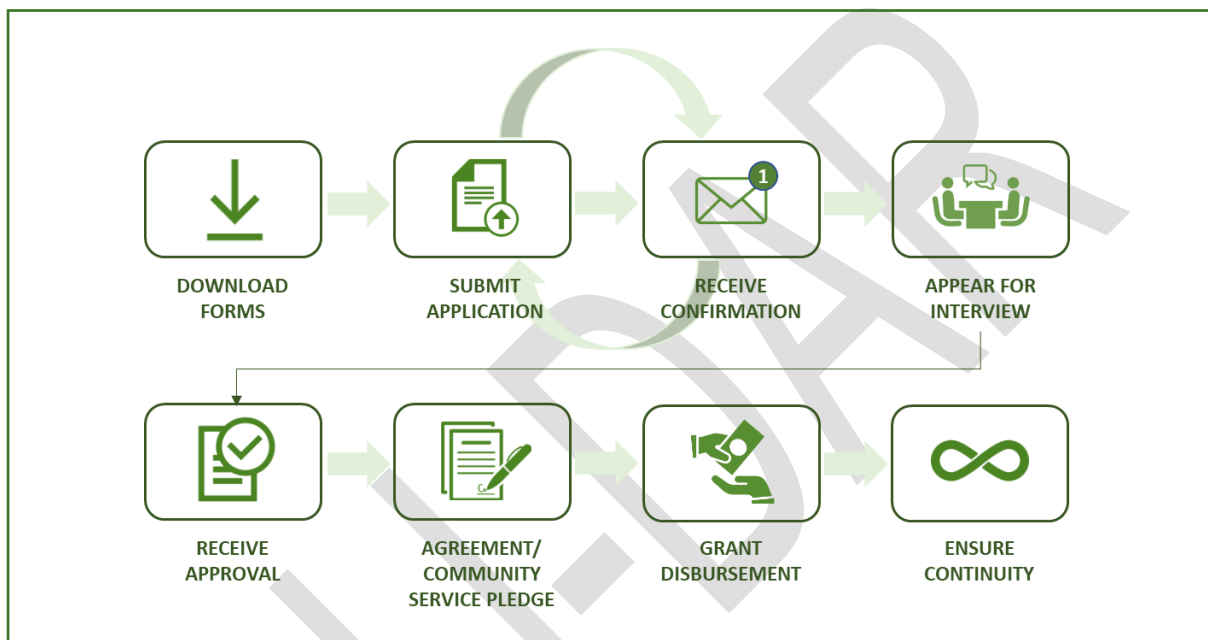 1
DOWNLOAD
FORMS
SUBMIT
APPLICATION
RECEIVE
CONFIRMATION
APPEAR FOR
INTERVIEW
RECEIVE
APPROVAL
AGREEMENT/
COMMUNITY
SERVICE PLEDGE
GRANT
DISBURSEMENT
ENSURE
CONTINUITY